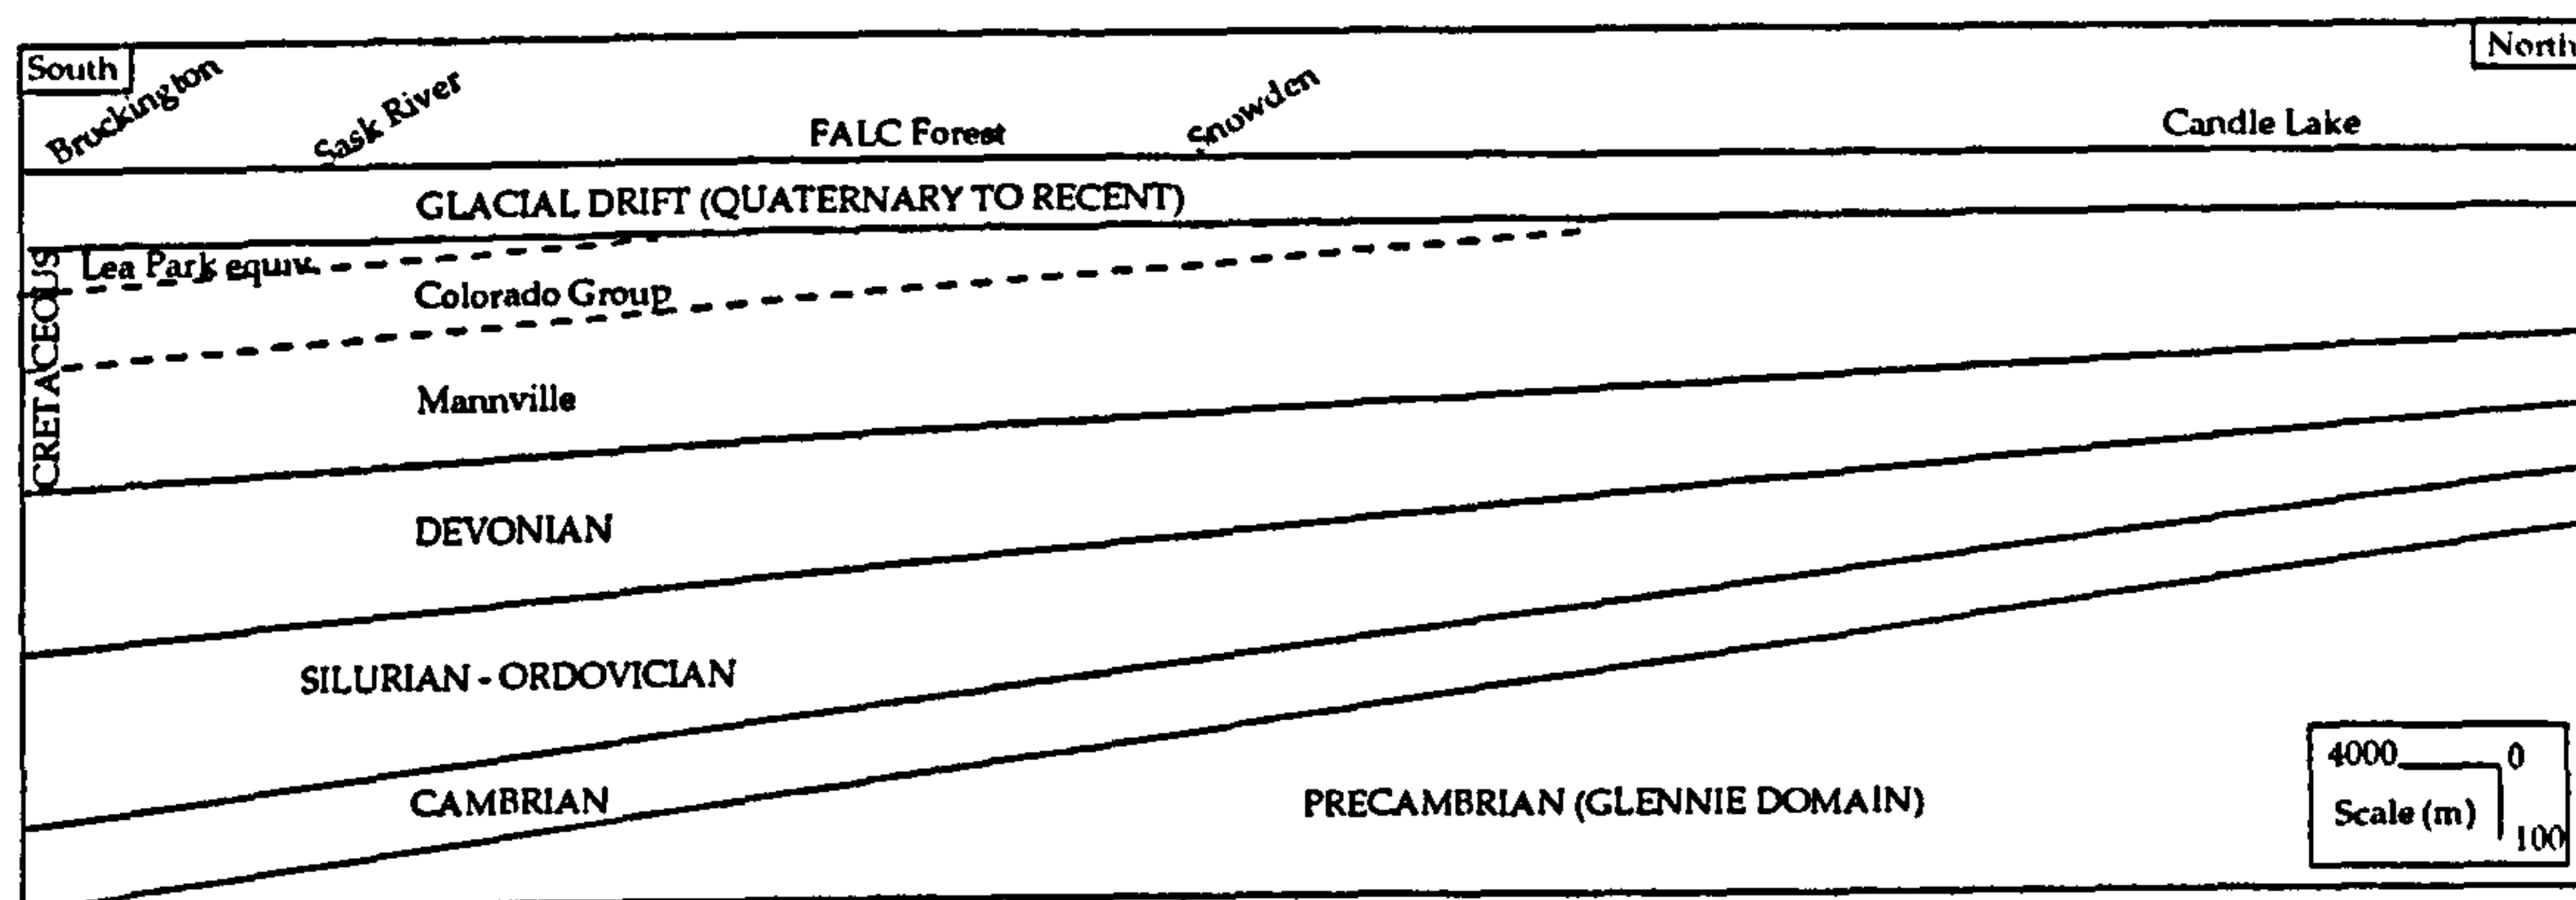 South
North
Bruckington
Sask River
FALC Forest
Snowden
Candle Lake
GLACIAL DRIFT (QUATERNARY TO RECENT)
CRETACEOUS
Lea Park equiv.
Colorado Group
Mannville
DEVONIAN
SILURIAN - ORDOVICIAN
CAMBRIAN
PRECAMBRIAN (GLENNIE DOMAIN)
4000 0
Scale (m)
100